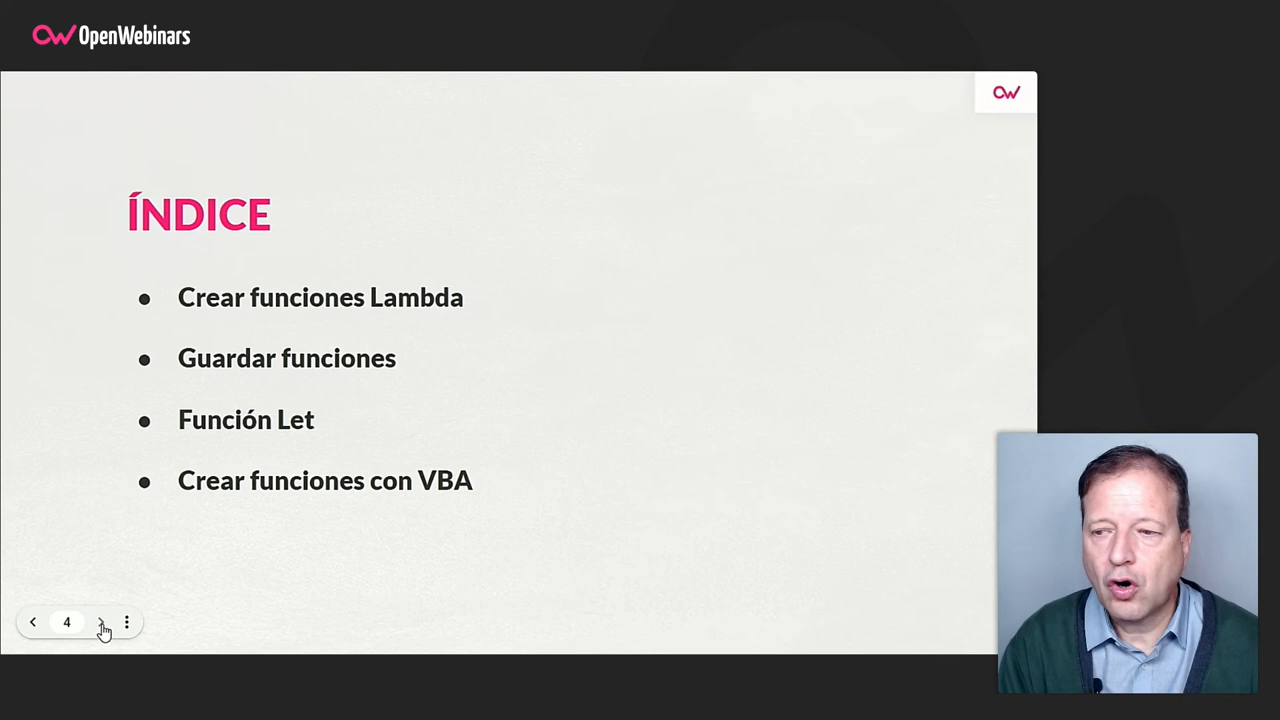 OpenWebinars
ÍNDICE
● Crear funciones Lambda
● Guardar funciones
● Función Let
● Crear funciones con VBA
4